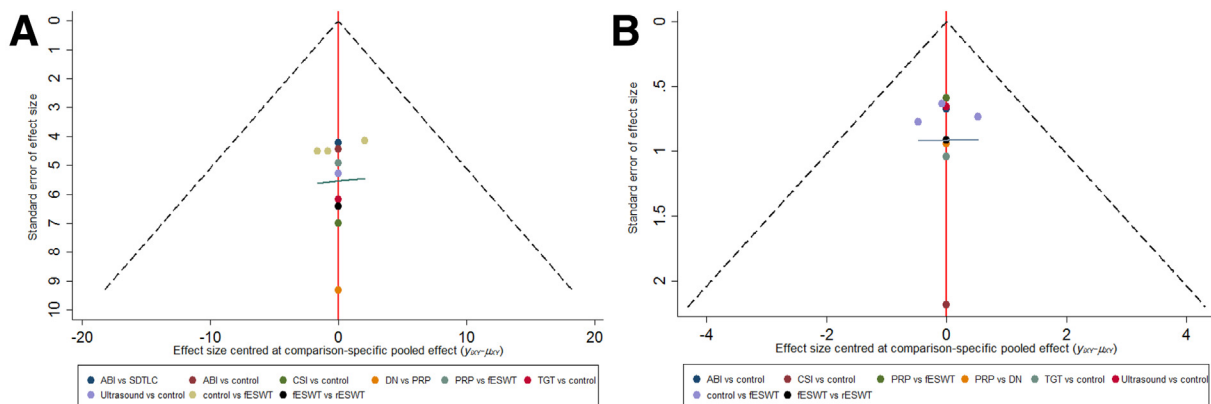 A
Standard error of effect size
0
1
2
3
4
5
6
7
8
9
10
-20
-10
0
10
20
Effect size centred at comparison-specific pooled effect (yᵢXY-μXY)
ABI vs SDTLC ABI vs control CSI vs control DN vs PRP PRP vs fESWT TGT vs control
Ultrasound vs control control vs fESWT fESWT vs rESWT
B
Standard error of effect size
0
.5
1
1.5
2
-4
-2
0
2
4
Effect size centred at comparison-specific pooled effect (yᵢXY-μXY)
ABI vs control CSI vs control PRP vs fESWT PRP vs DN TGT vs control Ultrasound vs control
control vs fESWT fESWT vs rESWT